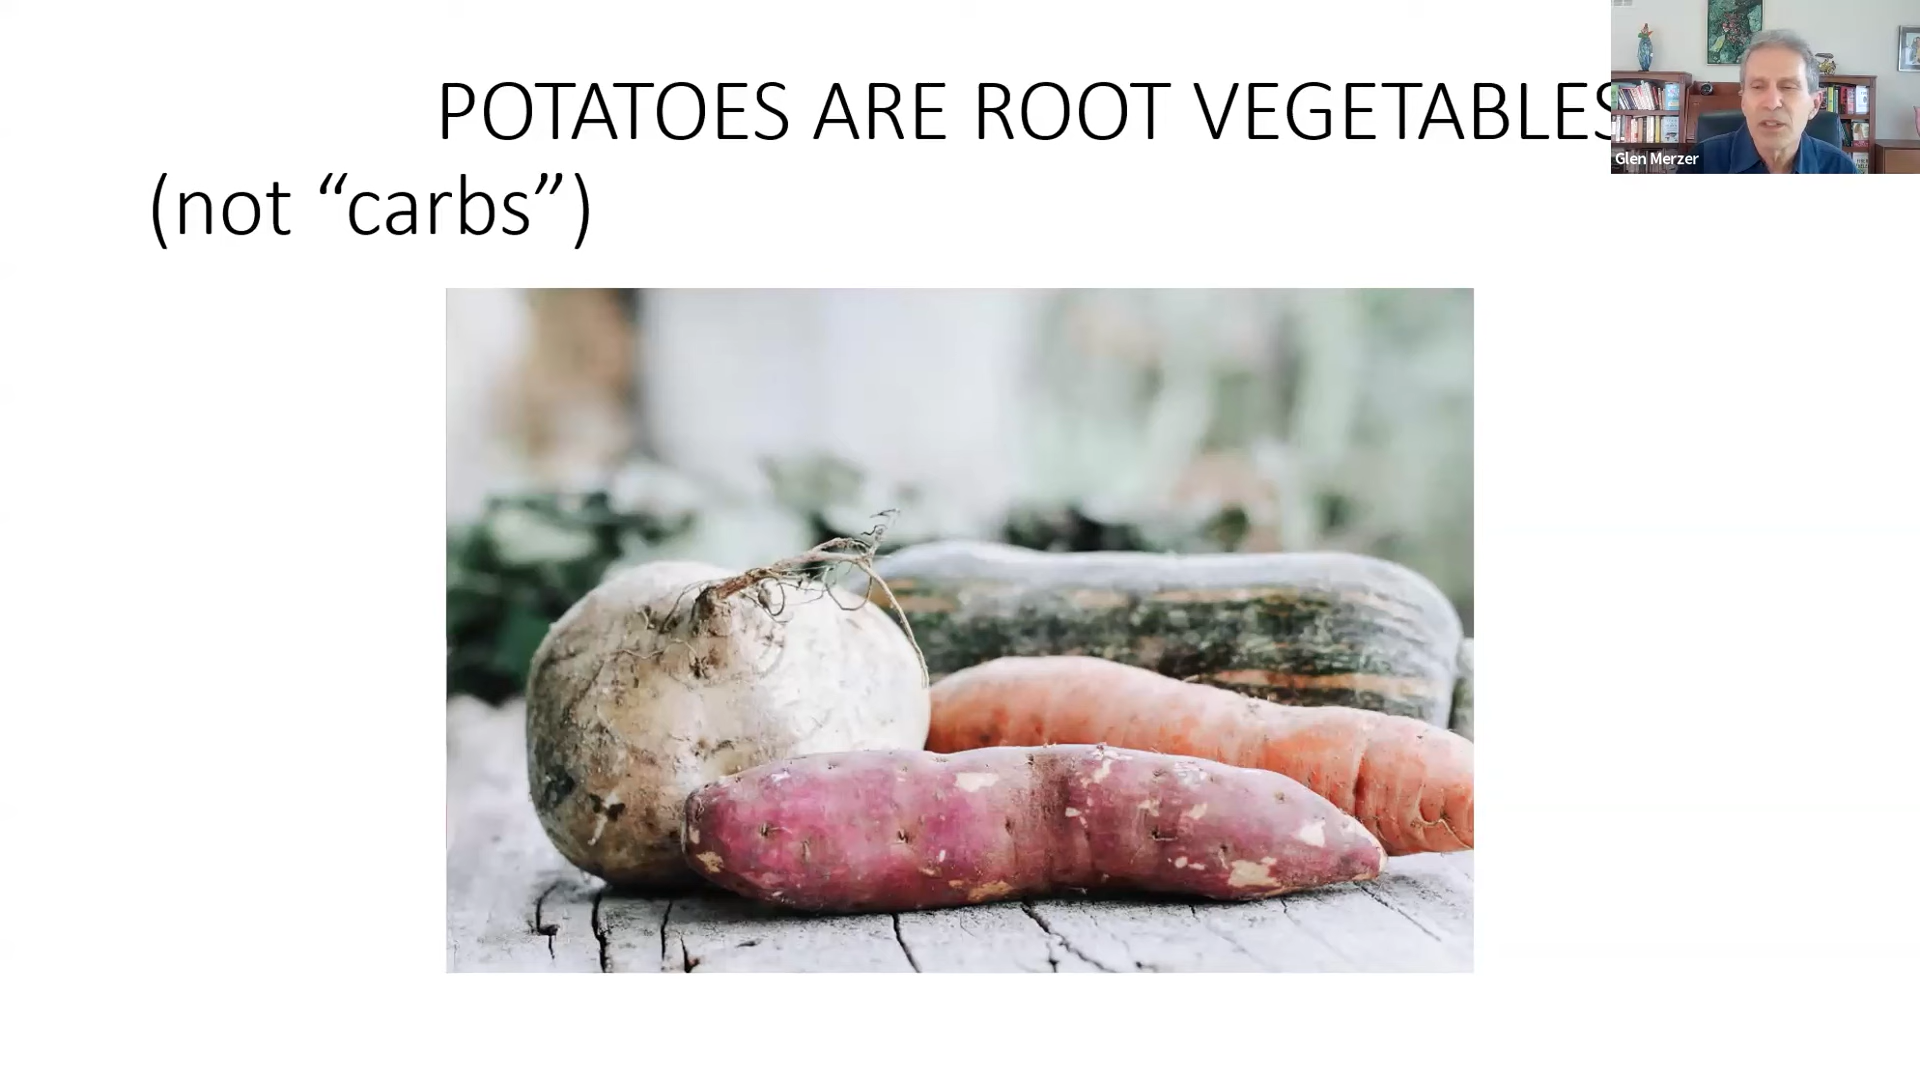 POTATOES ARE ROOT VEGETABLES
(not “carbs”)
Glen Merzer